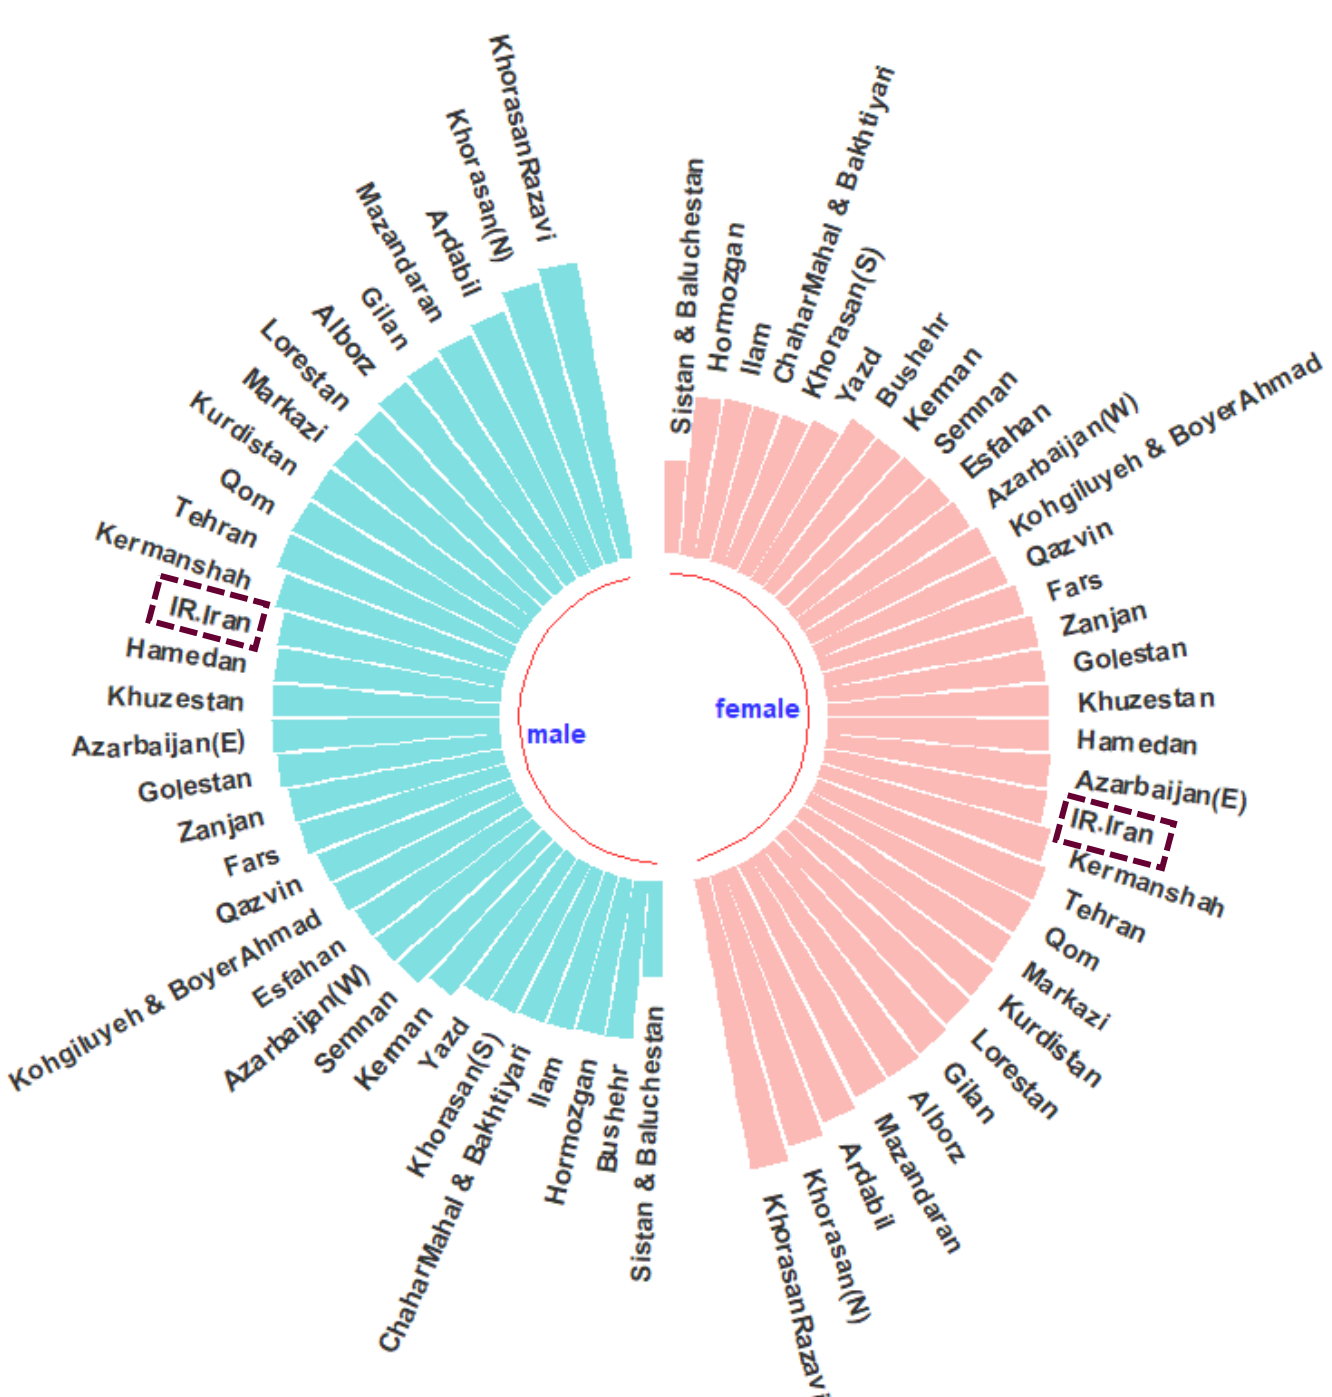 Sistan & Baluchestan
Hormozgan
Ilam
ChaharMahal & Bakhtiyari
Khorasan(S)
Yazd
Bushehr
Kerman
Semnan
Esfahan
Azarbaijan(W)
Kohgiluyeh & BoyerAhmad
Qazvin
Fars
Zanjan
Golestan
Khuzestan
Hamedan
Azarbaijan(E)
IR.Iran
Kermanshah
Tehran
Qom
Markazi
Kurdistan
Lorestan
Gilan
Alborz
Mazandaran
Ardabil
Khorasan(N)
KhorasanRazavi
female
Sistan & Baluchestan
Bushehr
Hormozgan
Ilam
ChaharMahal & Bakhtiyari
Khorasan(S)
Yazd
Kerman
Semnan
Azarbaijan(W)
Esfahan
Kohgiluyeh & BoyerAhmad
Qazvin
Fars
Zanjan
Golestan
Azarbaijan(E)
Khuzestan
Hamedan
IR.Iran
Kermanshah
Tehran
Qom
Kurdistan
Markazi
Lorestan
Alborz
Gilan
Mazandaran
Ardabil
Khorasan(N)
KhorasanRazavi
male